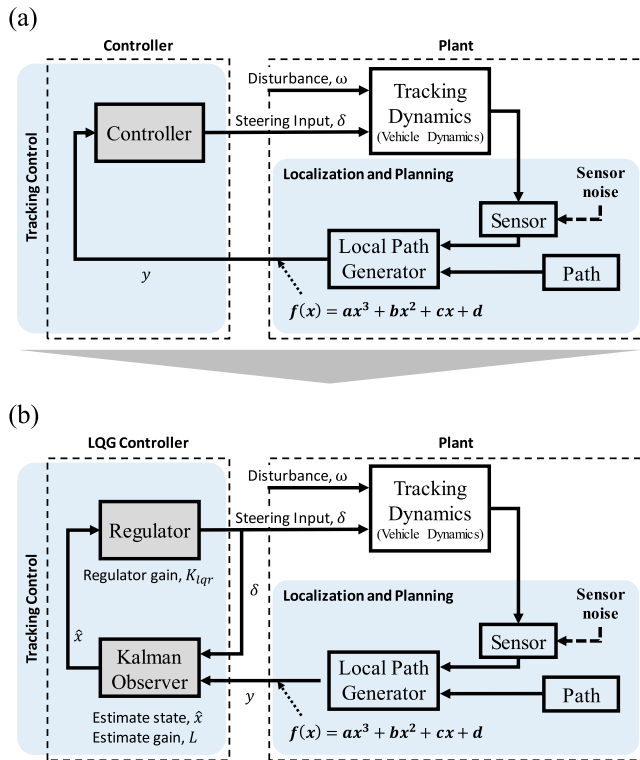 (a)
Controller
Plant
Disturbance, ω
Tracking
Dynamics
(Vehicle Dynamics)
Controller
Steering Input, δ
Tracking Control
Localization and Planning
Sensor
noise
Sensor
Local Path
Generator
Path
y
f(x) = ax³ + bx² + cx + d
(b)
LQG Controller
Plant
Disturbance, ω
Tracking
Dynamics
(Vehicle Dynamics)
Regulator
Steering Input, δ
Regulator gain, K_lqr
δ
Tracking Control
Localization and Planning
Sensor
noise
x̂
Sensor
Kalman
Observer
Local Path
Generator
Path
y
Estimate state, x̂
Estimate gain, L
f(x) = ax³ + bx² + cx + d